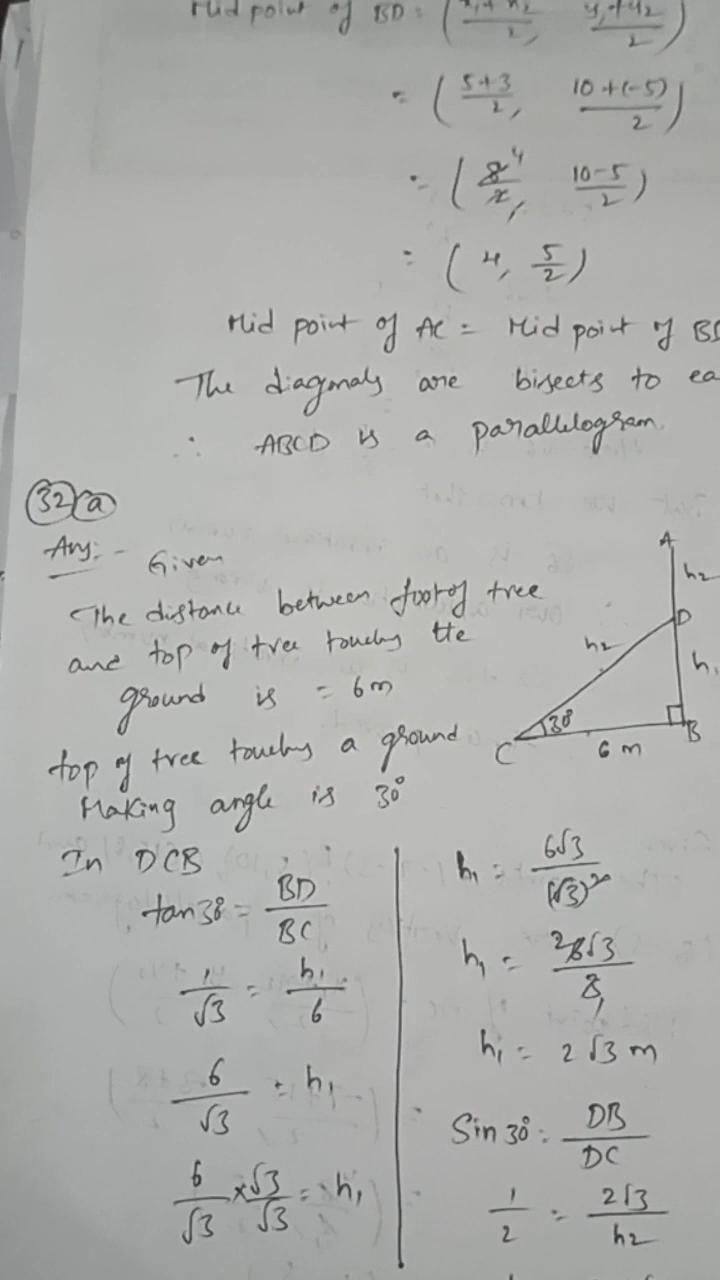 Mid point of BD = ( x₁+x₂/2, y₁+y₂/2 )
= ( 5+3/2, 10+(-5)/2 )
= ( 8/2, 4 10-5/2 )
= ( 4, 5/2 )
Mid point of AC = Mid point of BD
The diagonals are bisects to ea
∴ ABCD is a parallelogram
32 a
Ans: - Given
The distance between foot of tree
and top of tree touchs the
ground is = 6m
top of tree touchs a ground
Making angle is 30°
A
h₂
D
h₂
h₁
30°
C
6 m
B
In DCB
tan30 = BD/BC
1/√3 = h₁/6
6/√3 = h₁
6/√3 × √3/√3 = h₁
h₁ = 6√3/(√3)²
h₁ = 2 6√3/3
h₁ = 2√3 m
Sin 30° = DB/DC
1/2 = 2√3/h₂